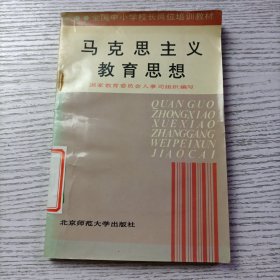 全国中小学校长岗位培训教材
马克思主义
教育思想
国家教育委员会人事司组织编写
QUAN GUO
ZHONGXIAO
XUEXIAO
ZHANGGANG
WEIPEIXUN
JIAOCAI
北京师范大学出版社